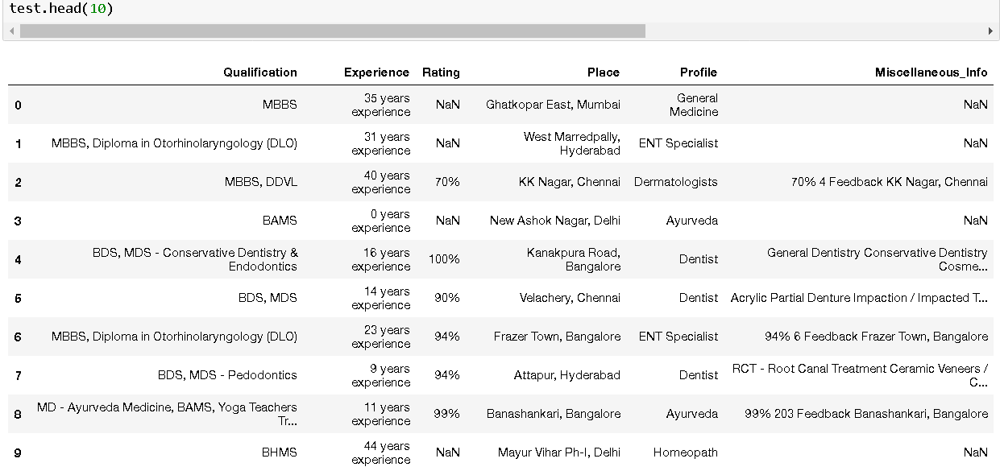 test.head(10)
Qualification Experience Rating Place Profile Miscellaneous_Info
0 MBBS 35 years experience NaN Ghatkopar East, Mumbai General Medicine NaN
1 MBBS, Diploma in Otorhinolaryngology (DLO) 31 years experience NaN West Marredpally, Hyderabad ENT Specialist NaN
2 MBBS, DDVL 40 years experience 70% KK Nagar, Chennai Dermatologists 70% 4 Feedback KK Nagar, Chennai
3 BAMS 0 years experience NaN New Ashok Nagar, Delhi Ayurveda NaN
4 BDS, MDS - Conservative Dentistry & Endodontics 16 years experience 100% Kanakpura Road, Bangalore Dentist General Dentistry Conservative Dentistry Cosme...
5 BDS, MDS 14 years experience 90% Velachery, Chennai Dentist Acrylic Partial Denture Impaction / Impacted T...
6 MBBS, Diploma in Otorhinolaryngology (DLO) 23 years experience 94% Frazer Town, Bangalore ENT Specialist 94% 6 Feedback Frazer Town, Bangalore
7 BDS, MDS - Pedodontics 9 years experience 94% Attapur, Hyderabad Dentist RCT - Root Canal Treatment Ceramic Veneers / C...
8 MD - Ayurveda Medicine, BAMS, Yoga Teachers Tr... 11 years experience 99% Banashankari, Bangalore Ayurveda 99% 203 Feedback Banashankari, Bangalore
9 BHMS 44 years experience NaN Mayur Vihar Ph-I, Delhi Homeopath NaN